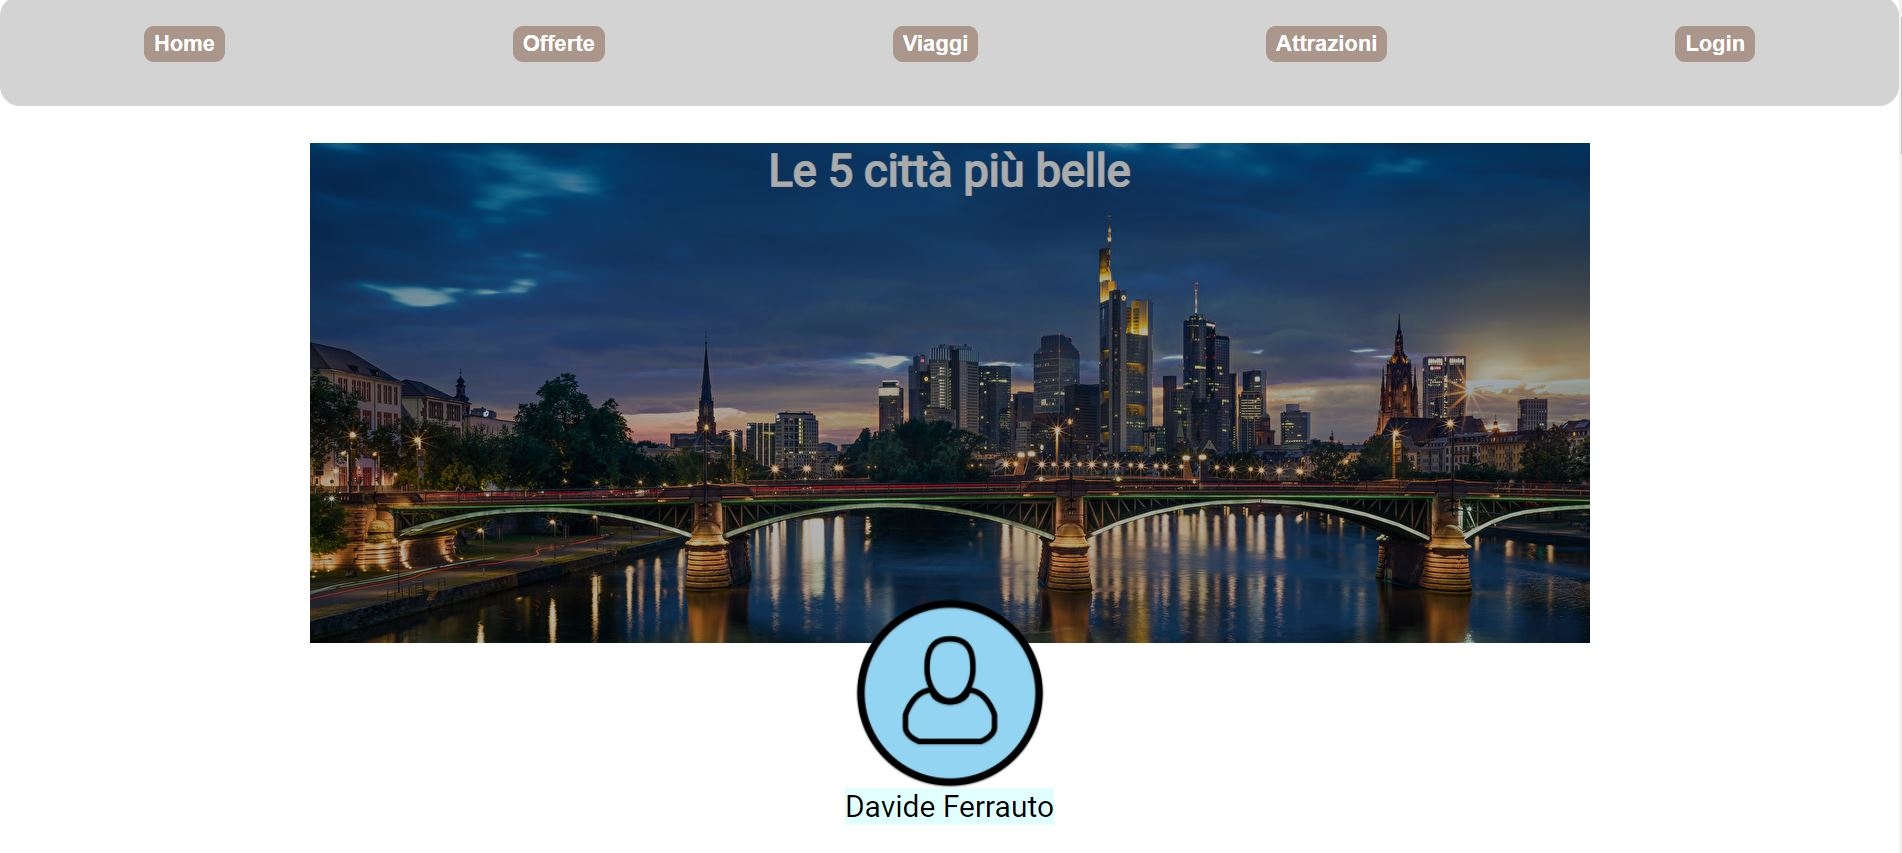 Home Offerte Viaggi Attrazioni Login
Le 5 città più belle
Davide Ferrauto